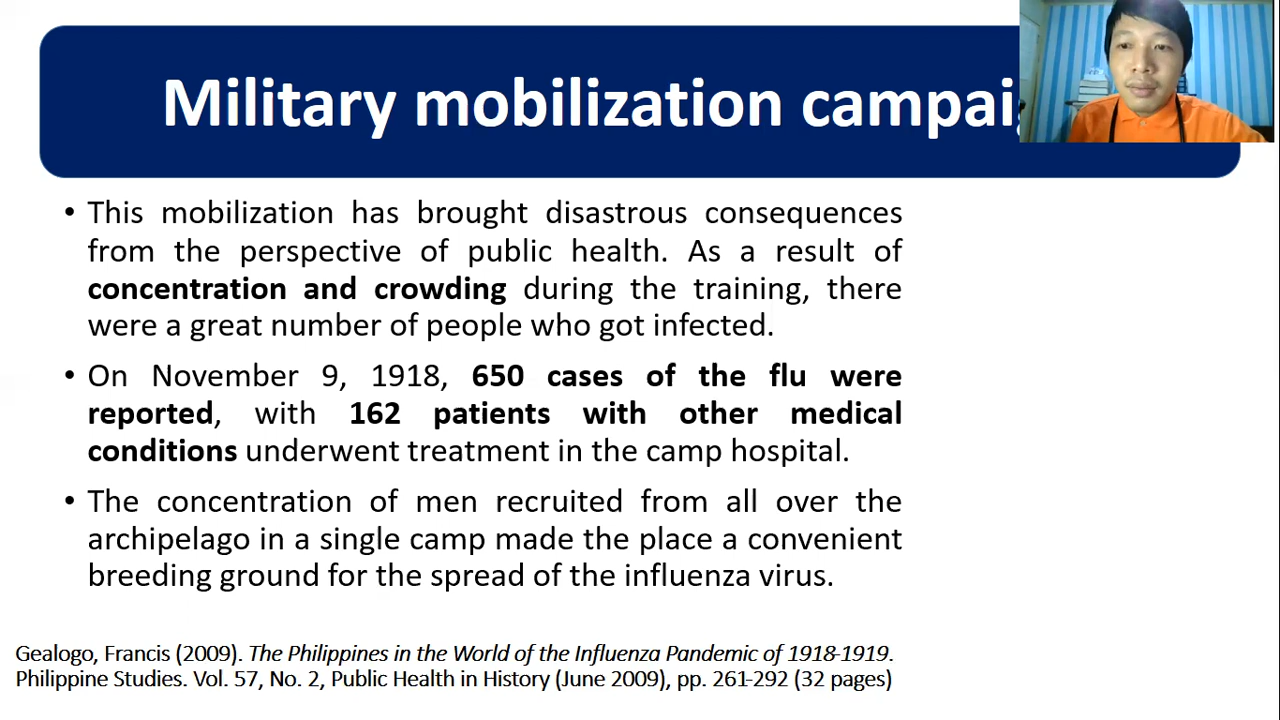 Military mobilization campai
• This mobilization has brought disastrous consequences
from the perspective of public health. As a result of
concentration and crowding during the training, there
were a great number of people who got infected.
• On November 9, 1918, 650 cases of the flu were
reported, with 162 patients with other medical
conditions underwent treatment in the camp hospital.
• The concentration of men recruited from all over the
archipelago in a single camp made the place a convenient
breeding ground for the spread of the influenza virus.
Gealogo, Francis (2009). The Philippines in the World of the Influenza Pandemic of 1918-1919.
Philippine Studies. Vol. 57, No. 2, Public Health in History (June 2009), pp. 261-292 (32 pages)